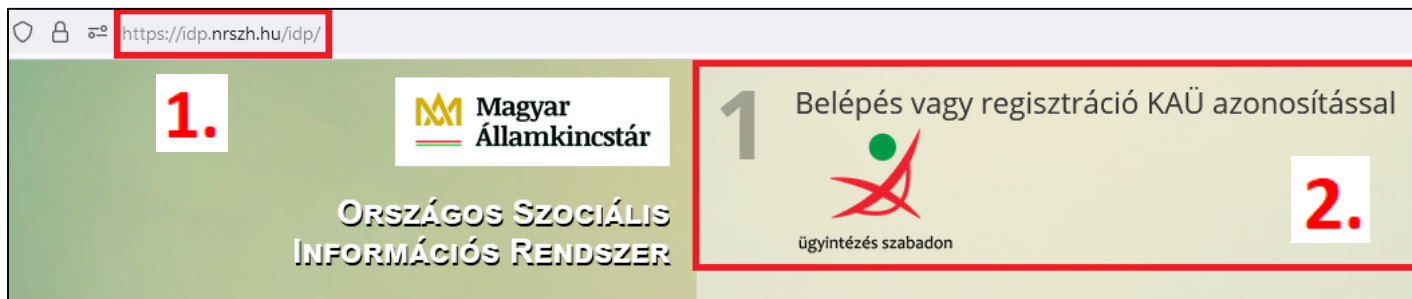 https://idp.nrszh.hu/idp/
1.
Magyar
Államkincstár
Országos Szociális
Információs Rendszer
1 Belépés vagy regisztráció KAÜ azonosítással
ügyintézés szabadon
2.